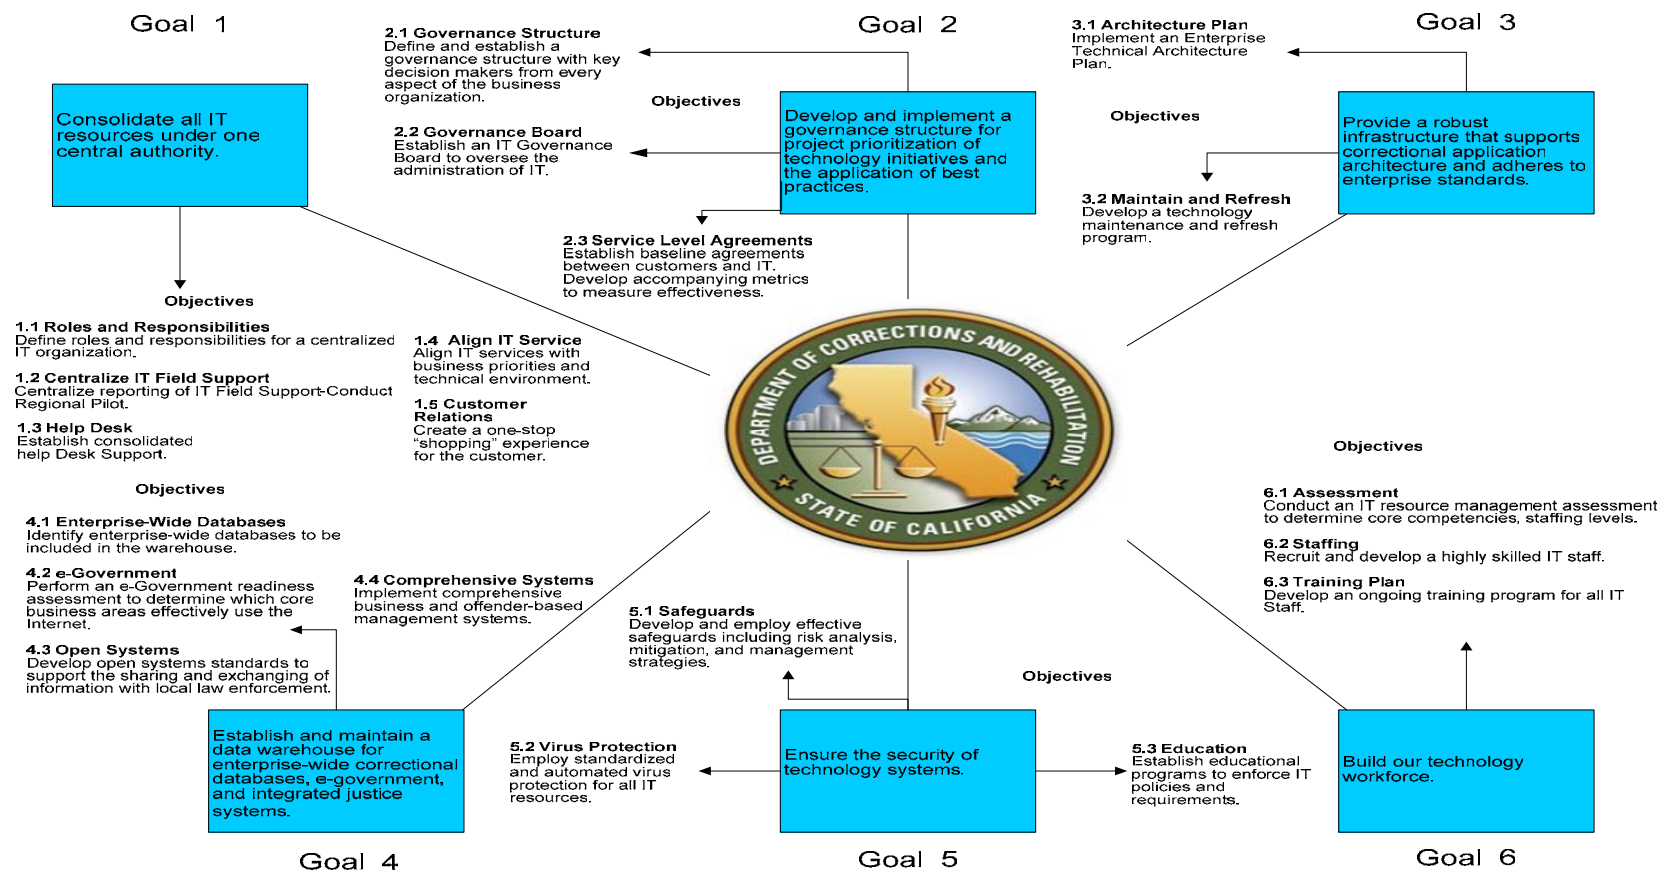 Goal 1
Consolidate all IT
resources under one
central authority.
Objectives
1.1 Roles and Responsibilities
Define roles and responsibilities for a centralized
IT organization.
1.2 Centralize IT Field Support
Centralize reporting of IT Field Support-Conduct
Regional Pilot.
1.3 Help Desk
Establish consolidated
help Desk Support.
1.4 Align IT Service
Align IT services with
business priorities and
technical environment.
1.5 Customer
Relations
Create a one-stop
“shopping” experience
for the customer.
Goal 2
2.1 Governance Structure
Define and establish a
governance structure with key
decision makers from every
aspect of the business
organization.
Objectives
2.2 Governance Board
Establish an IT Governance
Board to oversee the
administration of IT.
Develop and implement a
governance structure for
project prioritization of
technology initiatives and
the application of best
practices.
2.3 Service Level Agreements
Establish baseline agreements
between customers and IT.
Develop accompanying metrics
to measure effectiveness.
Goal 3
3.1 Architecture Plan
Implement an Enterprise
Technical Architecture
Plan.
Objectives
Provide a robust
infrastructure that supports
correctional application
architecture and adheres to
enterprise standards.
3.2 Maintain and Refresh
Develop a technology
maintenance and refresh
program.
DEPARTMENT OF CORRECTIONS AND REHABILITATION
STATE OF CALIFORNIA
Objectives
4.1 Enterprise-Wide Databases
Identify enterprise-wide databases to be
included in the warehouse.
4.2 e-Government
Perform an e-Government readiness
assessment to determine which core
business areas effectively use the
Internet.
4.3 Open Systems
Develop open systems standards to
support the sharing and exchanging of
information with local law enforcement.
4.4 Comprehensive Systems
Implement comprehensive
business and offender-based
management systems.
Establish and maintain a
data warehouse for
enterprise-wide correctional
databases, e-government,
and integrated justice
systems.
Goal 4
5.1 Safeguards
Develop and employ effective
safeguards including risk analysis,
mitigation, and management
strategies.
Objectives
5.2 Virus Protection
Employ standardized
and automated virus
protection for all IT
resources.
Ensure the security of
technology systems.
5.3 Education
Establish educational
programs to enforce IT
policies and
requirements.
Goal 5
Objectives
6.1 Assessment
Conduct an IT resource management assessment
to determine core competencies, staffing levels.
6.2 Staffing
Recruit and develop a highly skilled IT staff.
6.3 Training Plan
Develop an ongoing training program for all IT
Staff.
Build our technology
workforce.
Goal 6